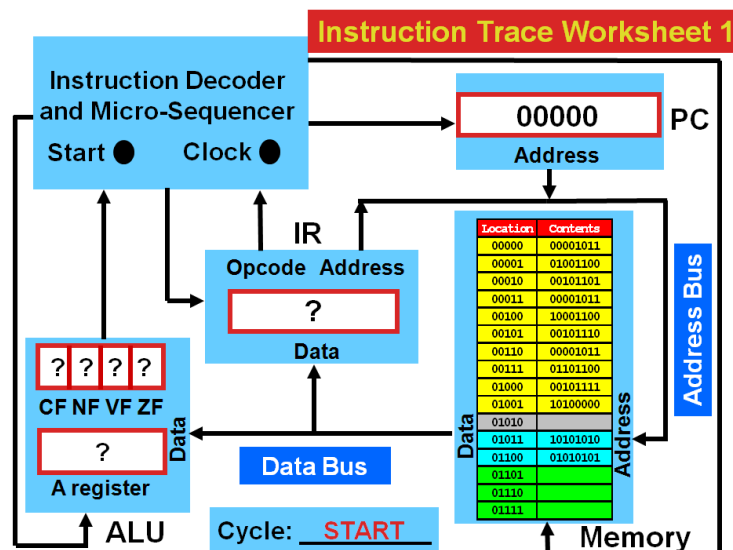 Instruction Trace Worksheet 1
Instruction Decoder
and Micro-Sequencer
Start Clock
00000 PC
Address
IR
Opcode Address
?
Data
? ? ? ?
CF NF VF ZF
?
A register
Data
ALU
Data Bus
Address Bus
Location Contents
00000 00001011
00001 01001100
00010 00101101
00011 00001011
00100 10001100
00101 00101110
00110 00001011
00111 01101100
01000 00101111
01001 10100000
01010
01011 10101010
01100 01010101
01101
01110
01111
Data
Address
Memory
Cycle: START